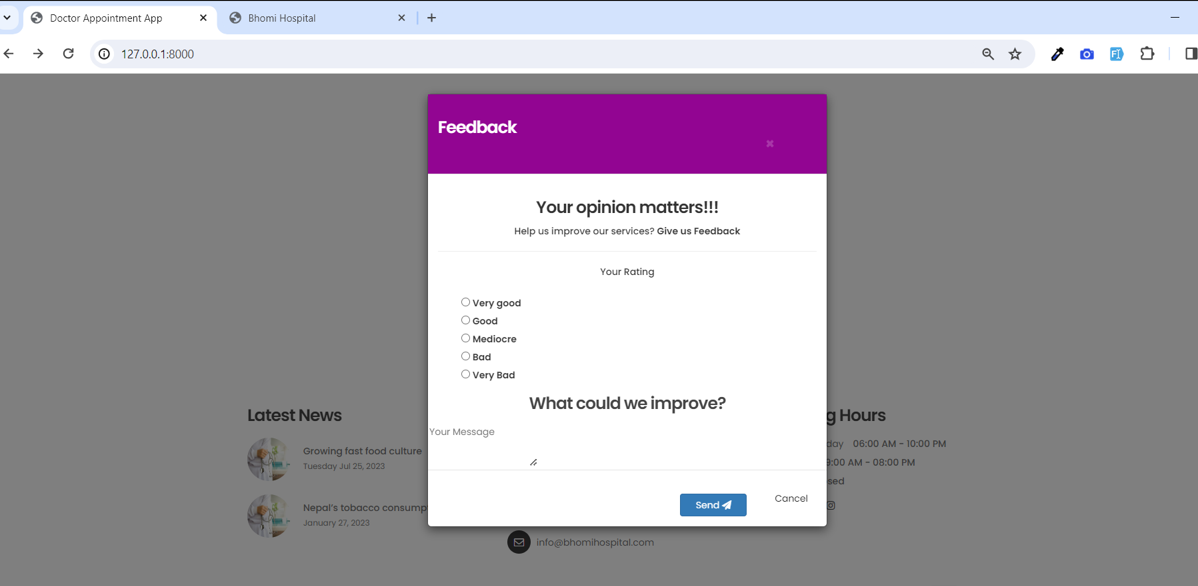 Doctor Appointment App
Bhomi Hospital
127.0.0.1:8000
Feedback
Your opinion matters!!!
Help us improve our services? Give us Feedback
Your Rating
Very good
Good
Mediocre
Bad
Very Bad
What could we improve?
Your Message
Send
Cancel
Latest News
Growing fast food culture
Tuesday Jul 25, 2023
Nepal's tobacco consump
January 27, 2023
g Hours
day 06:00 AM - 10:00 PM
9:00 AM - 08:00 PM
sed
info@bhomihospital.com